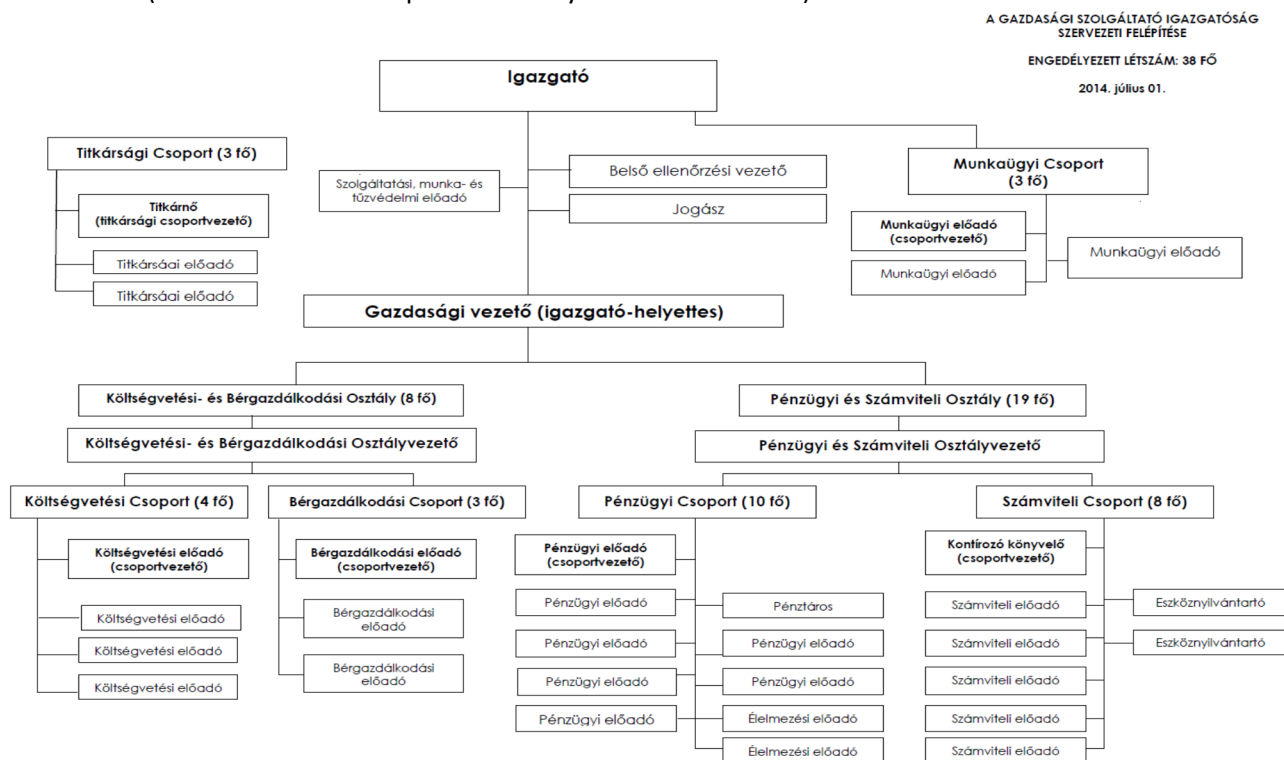 A GAZDASÁGI SZOLGÁLTATÓ IGAZGATÓSÁG
SZERVEZETI FELÉPÍTÉSE
ENGEDÉLYEZETT LÉTSZÁM: 38 FŐ
2014. július 01.
Igazgató
Titkársági Csoport (3 fő)
Titkárnő
(titkársági csoportvezető)
Titkársági előadó
Titkársági előadó
Szolgáltatási, munka- és
tűzvédelmi előadó
Belső ellenőrzési vezető
Jogász
Munkaügyi Csoport
(3 fő)
Munkaügyi előadó
(csoportvezető)
Munkaügyi előadó
Munkaügyi előadó
Gazdasági vezető (igazgató-helyettes)
Költségvetési- és Bérgazdálkodási Osztály (8 fő)
Költségvetési- és Bérgazdálkodási Osztályvezető
Költségvetési Csoport (4 fő)
Költségvetési előadó
(csoportvezető)
Költségvetési előadó
Költségvetési előadó
Költségvetési előadó
Bérgazdálkodási Csoport (3 fő)
Bérgazdálkodási előadó
(csoportvezető)
Bérgazdálkodási
előadó
Bérgazdálkodási
előadó
Pénzügyi és Számviteli Osztály (19 fő)
Pénzügyi és Számviteli Osztályvezető
Pénzügyi Csoport (10 fő)
Pénzügyi előadó
(csoportvezető)
Pénzügyi előadó
Pénzügyi előadó
Pénzügyi előadó
Pénzügyi előadó
Pénztáros
Pénzügyi előadó
Pénzügyi előadó
Élelmezési előadó
Élelmezési előadó
Számviteli Csoport (8 fő)
Kontírozó könyvelő
(csoportvezető)
Számviteli előadó
Számviteli előadó
Számviteli előadó
Számviteli előadó
Számviteli előadó
Eszköznyilvántartó
Eszköznyilvántartó